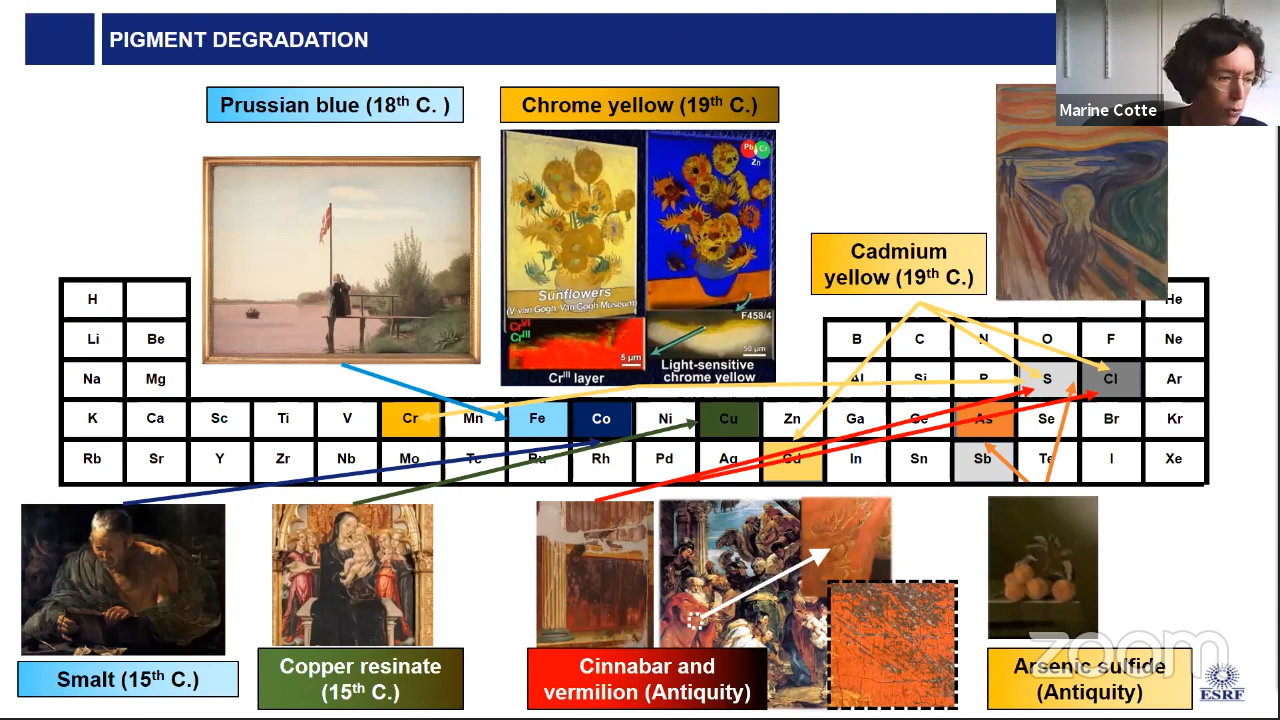 PIGMENT DEGRADATION
Marine Cotte
Prussian blue (18th C. )
Chrome yellow (19th C.)
Pb Cr
Zn
Sunflowers
(V. van Gogh, Van Gogh Museum)
F458/4
CrVI
CrIII
5 µm
50 µm
CrIII layer
Light-sensitive
chrome yellow
Cadmium
yellow (19th C.)
H He
Li Be B C N O F Ne
Na Mg Al Si P S Cl Ar
K Ca Sc Ti V Cr Mn Fe Co Ni Cu Zn Ga Ge As Se Br Kr
Rb Sr Y Zr Nb Mo Tc Ru Rh Pd Ag Cd In Sn Sb Te I Xe
Smalt (15th C.)
Copper resinate
(15th C.)
Cinnabar and
vermilion (Antiquity)
Arsenic sulfide
(Antiquity)
zoom
ESRF